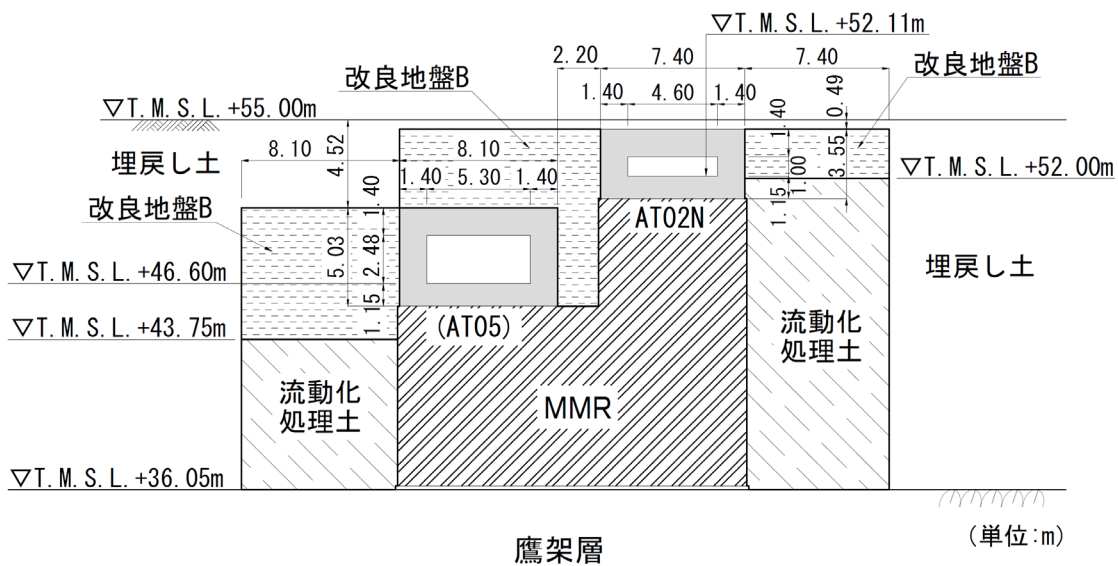 ▽T.M.S.L.+52.11m
2.20
7.40
7.40
改良地盤B
改良地盤B
1.40
4.60
1.40
0.49
▽T.M.S.L.+55.00m
1.40
3.55
1.00
1.15
▽T.M.S.L.+52.00m
8.10
4.52
8.10
埋戻し土
1.40
5.30
1.40
改良地盤B
1.40
AT02N
5.03
2.48
▽T.M.S.L.+46.60m
埋戻し土
1.15
▽T.M.S.L.+43.75m
(AT05)
流動化
処理土
流動化
処理土
MMR
▽T.M.S.L.+36.05m
鷹架層
(単位:m)